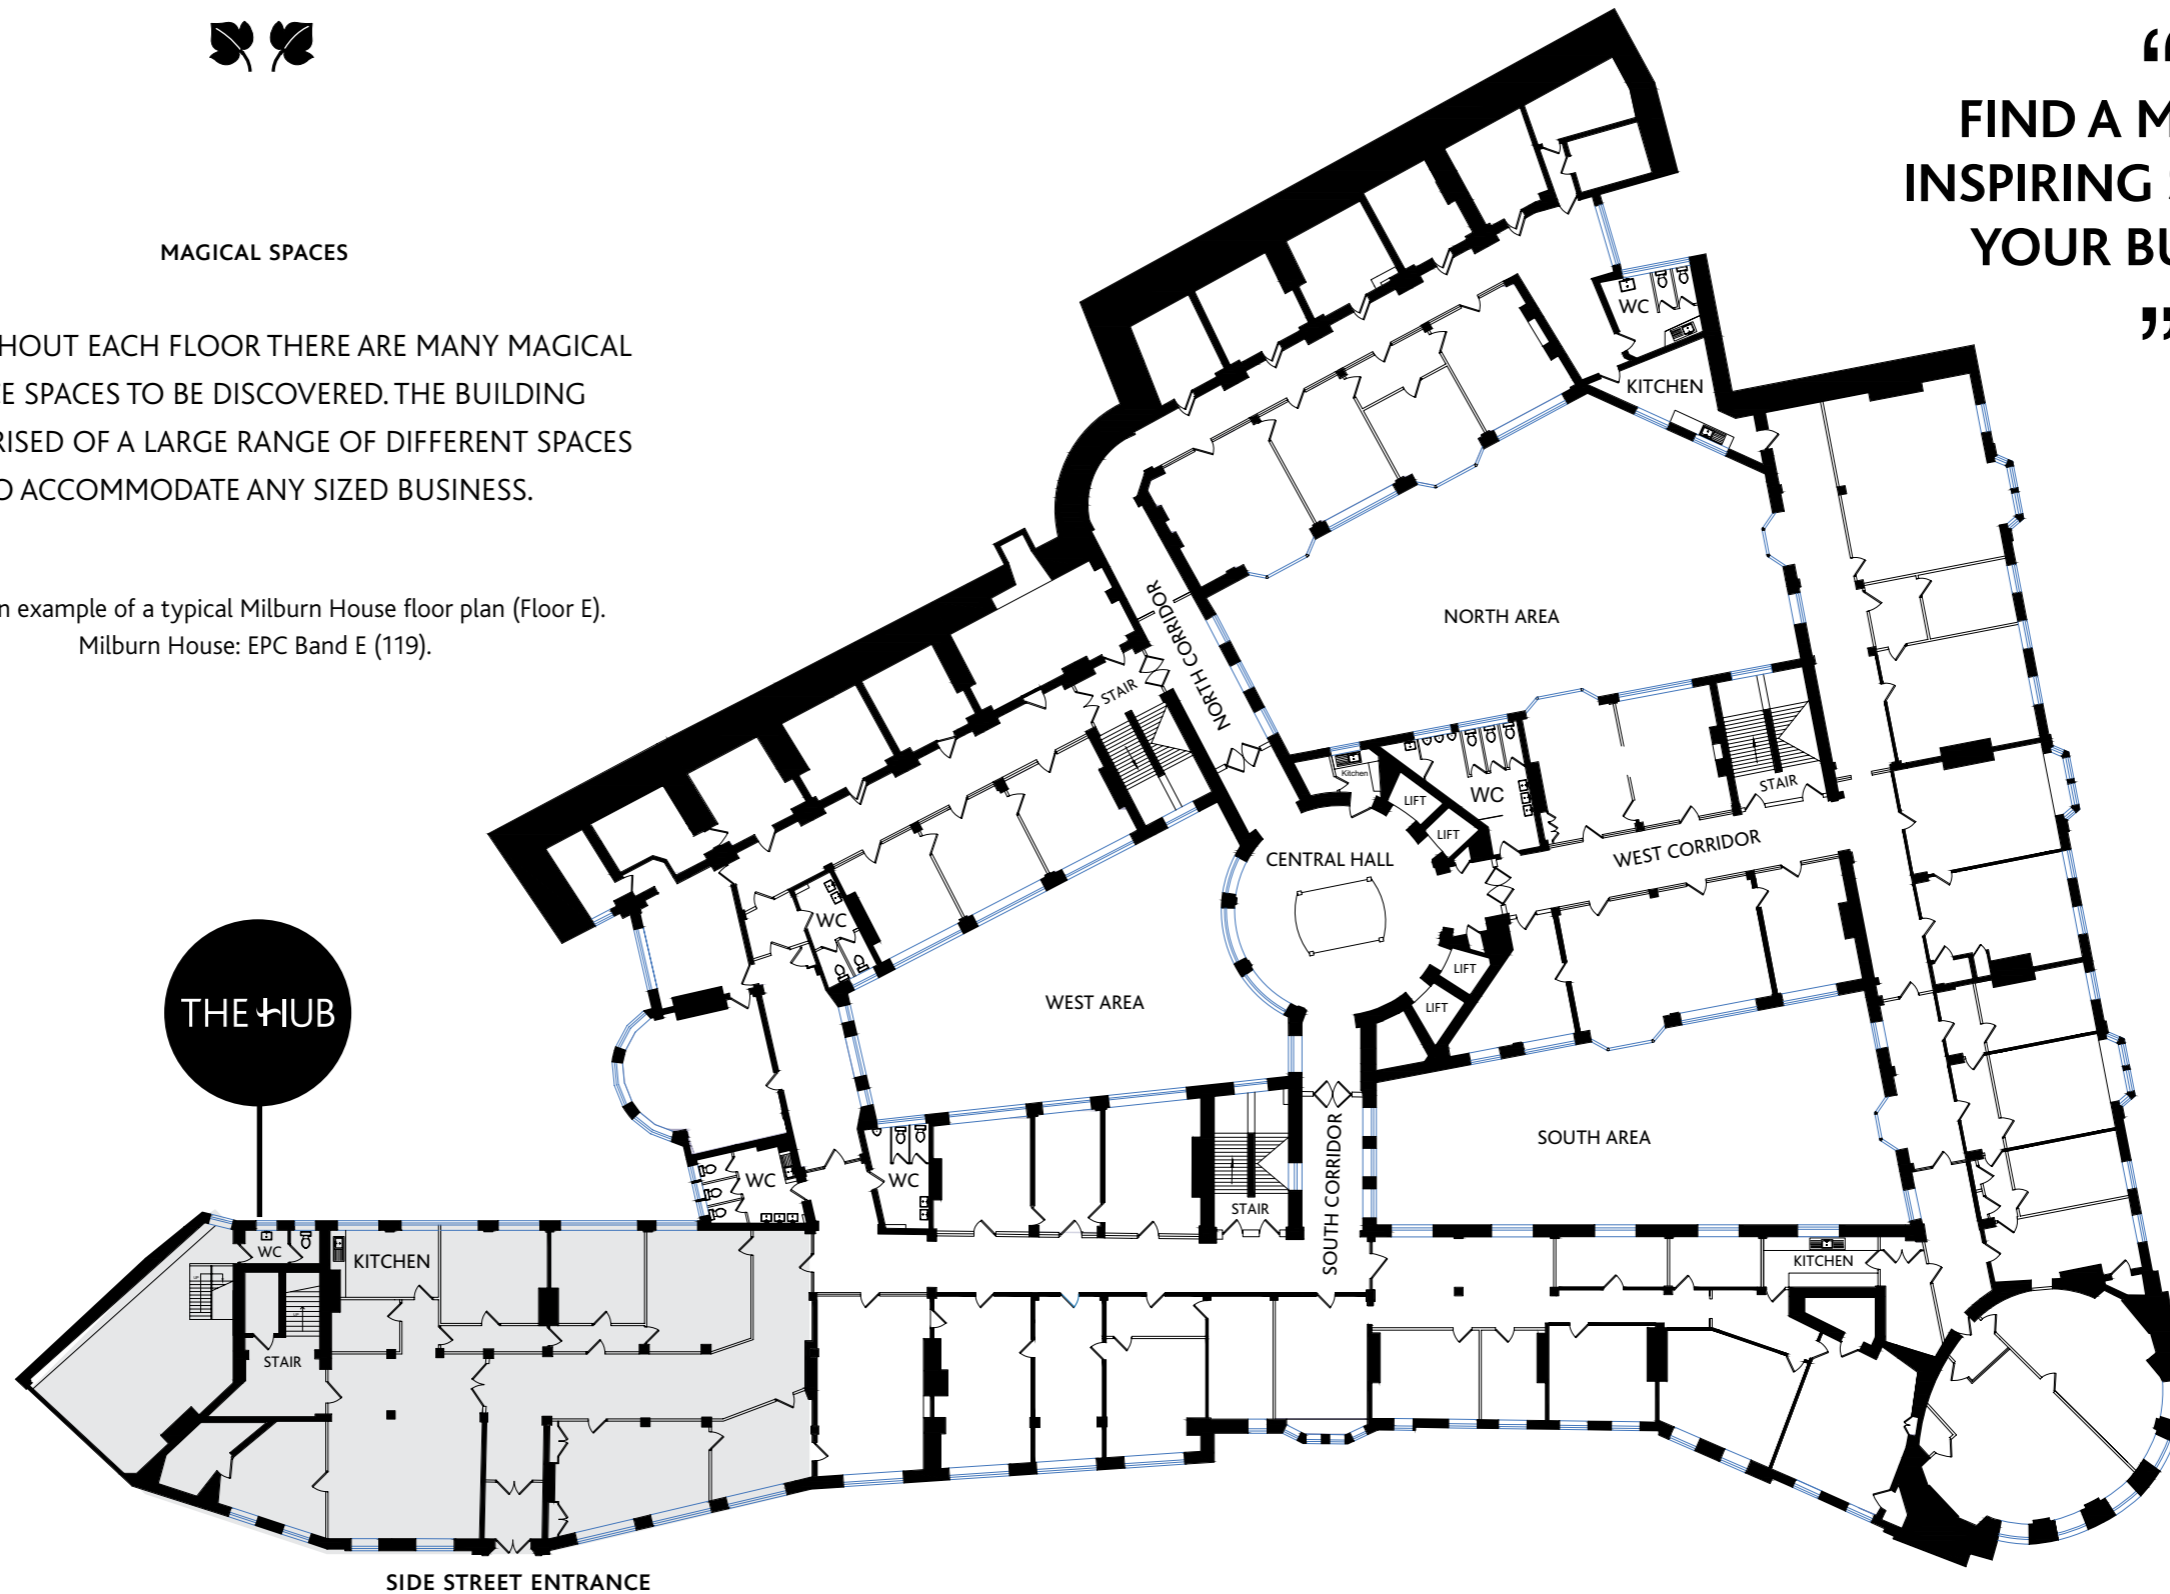 MAGICAL SPACES
HOUT EACH FLOOR THERE ARE MANY MAGICAL
E SPACES TO BE DISCOVERED. THE BUILDING
RISED OF A LARGE RANGE OF DIFFERENT SPACES
O ACCOMMODATE ANY SIZED BUSINESS.
n example of a typical Milburn House floor plan (Floor E).
Milburn House: EPC Band E (119).
“
FIND A M
INSPIRING
YOUR BU
”
WC
KITCHEN
NORTH CORRIDOR
NORTH AREA
STAIR
Kitchen
LIFT
WC
STAIR
LIFT
CENTRAL HALL
WEST CORRIDOR
WC
LIFT
WEST AREA
LIFT
THE HUB
SOUTH CORRIDOR
SOUTH AREA
WC
WC
STAIR
WC
KITCHEN
KITCHEN
STAIR
SIDE STREET ENTRANCE